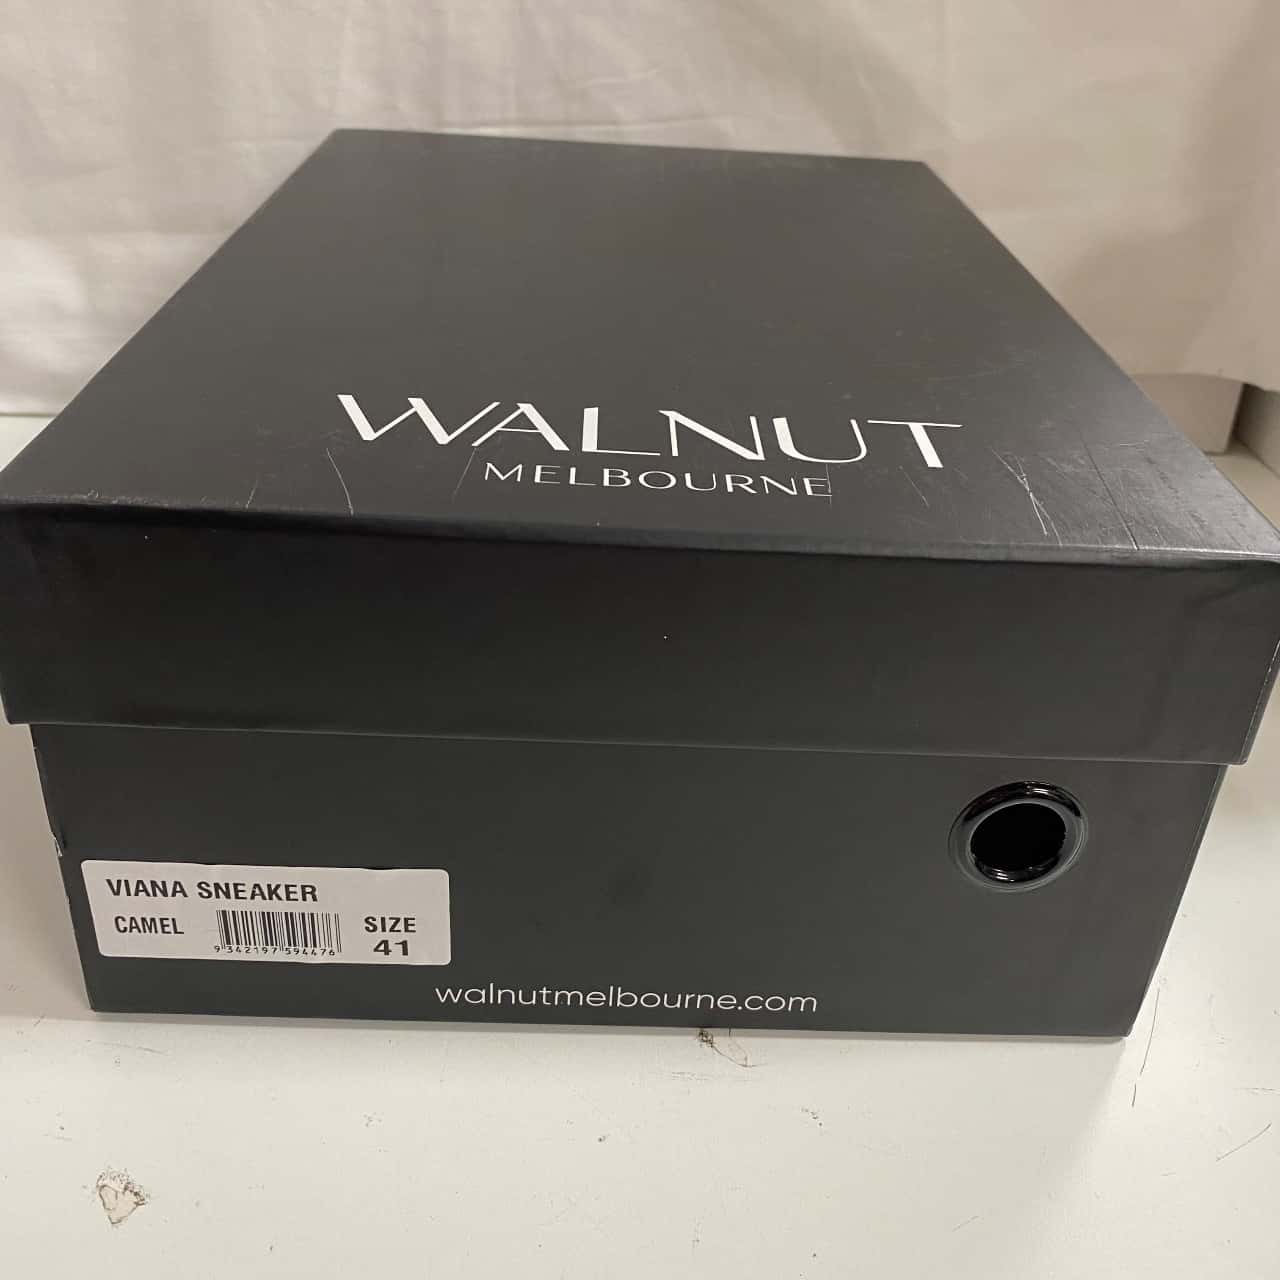 WALNUT
MELBOURNE
VIANA SNEAKER
CAMEL
SIZE
41
9 342197 594476
walnutmelbourne.com